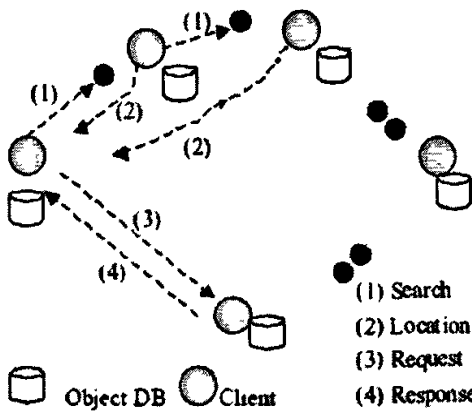 (1)
(1)
(2)
(2)
(3)
(4)
(1) Search
(2) Location
(3) Request
(4) Response
Object DB
Client